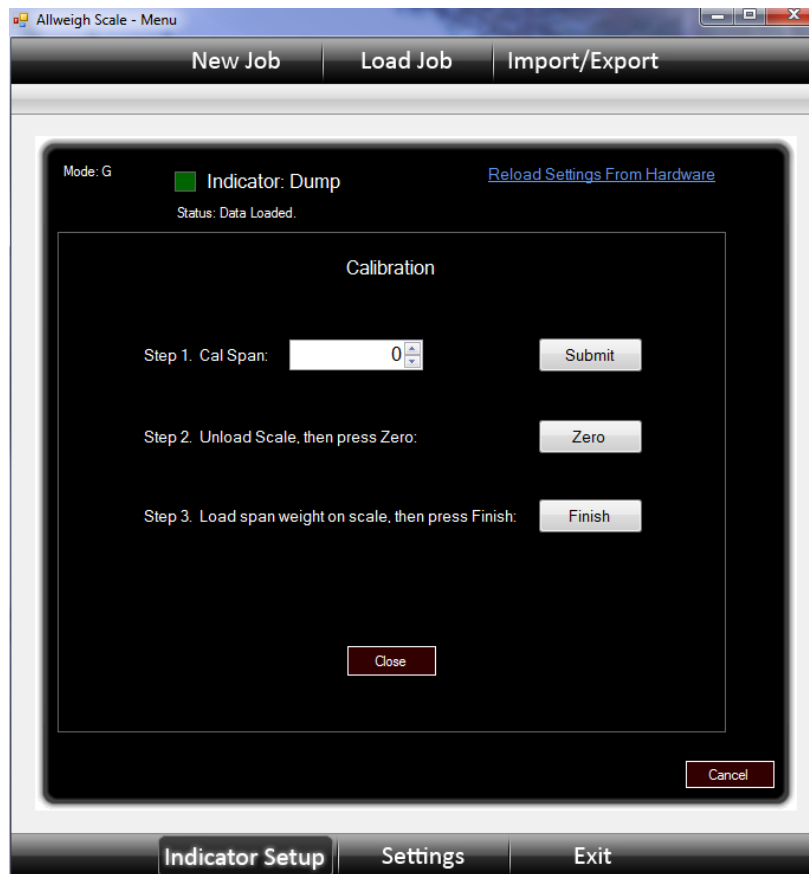 Allweigh Scale - Menu
New Job Load Job Import/Export
Mode: G
Indicator: Dump
Reload Settings From Hardware
Status: Data Loaded.
Calibration
Step 1. Cal Span: 0 Submit
Step 2. Unload Scale, then press Zero: Zero
Step 3. Load span weight on scale, then press Finish: Finish
Close
Cancel
Indicator Setup Settings Exit